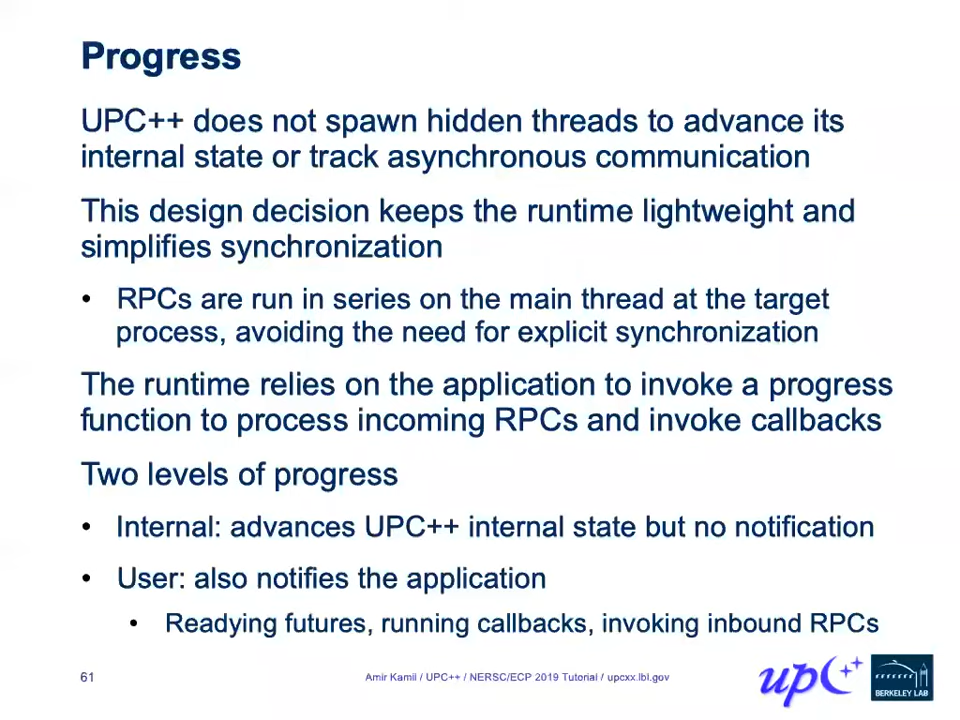 Progress
UPC++ does not spawn hidden threads to advance its
internal state or track asynchronous communication
This design decision keeps the runtime lightweight and
simplifies synchronization
• RPCs are run in series on the main thread at the target
process, avoiding the need for explicit synchronization
The runtime relies on the application to invoke a progress
function to process incoming RPCs and invoke callbacks
Two levels of progress
• Internal: advances UPC++ internal state but no notification
• User: also notifies the application
• Readying futures, running callbacks, invoking inbound RPCs
61
Amir Kamil / UPC++ / NERSC/ECP 2019 Tutorial / upcxx.lbl.gov
upc++
BERKELEY LAB